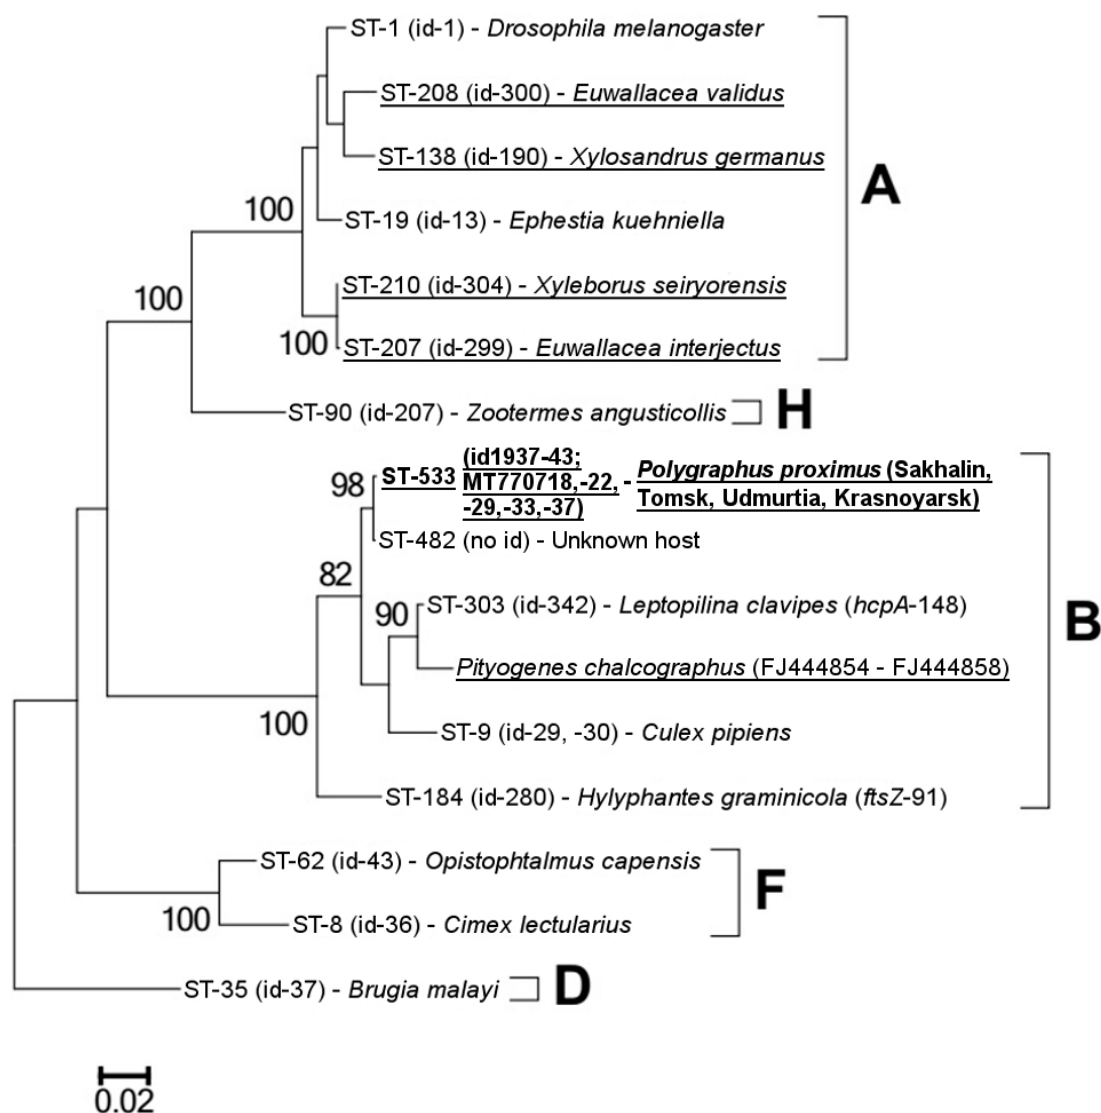 ST-1 (id-1) - Drosophila melanogaster
ST-208 (id-300) - Euwallacea validus
ST-138 (id-190) - Xylosandrus germanus
A
100
ST-19 (id-13) - Ephestia kuehniella
100
ST-210 (id-304) - Xyleborus seiryorensis
100
ST-207 (id-299) - Euwallacea interjectus
ST-90 (id-207) - Zootermes angusticollis
H
98
ST-533 (id1937-43; MT770718,-22, -29,-33,-37) - Polygraphus proximus (Sakhalin, Tomsk, Udmurtia, Krasnoyarsk)
ST-482 (no id) - Unknown host
82
90
ST-303 (id-342) - Leptopilina clavipes (hcpA-148)
B
Pityogenes chalcographus (FJ444854 - FJ444858)
100
ST-9 (id-29, -30) - Culex pipiens
ST-184 (id-280) - Hylyphantes graminicola (ftsZ-91)
ST-62 (id-43) - Opistophtalmus capensis
F
100
ST-8 (id-36) - Cimex lectularius
ST-35 (id-37) - Brugia malayi
D
0.02